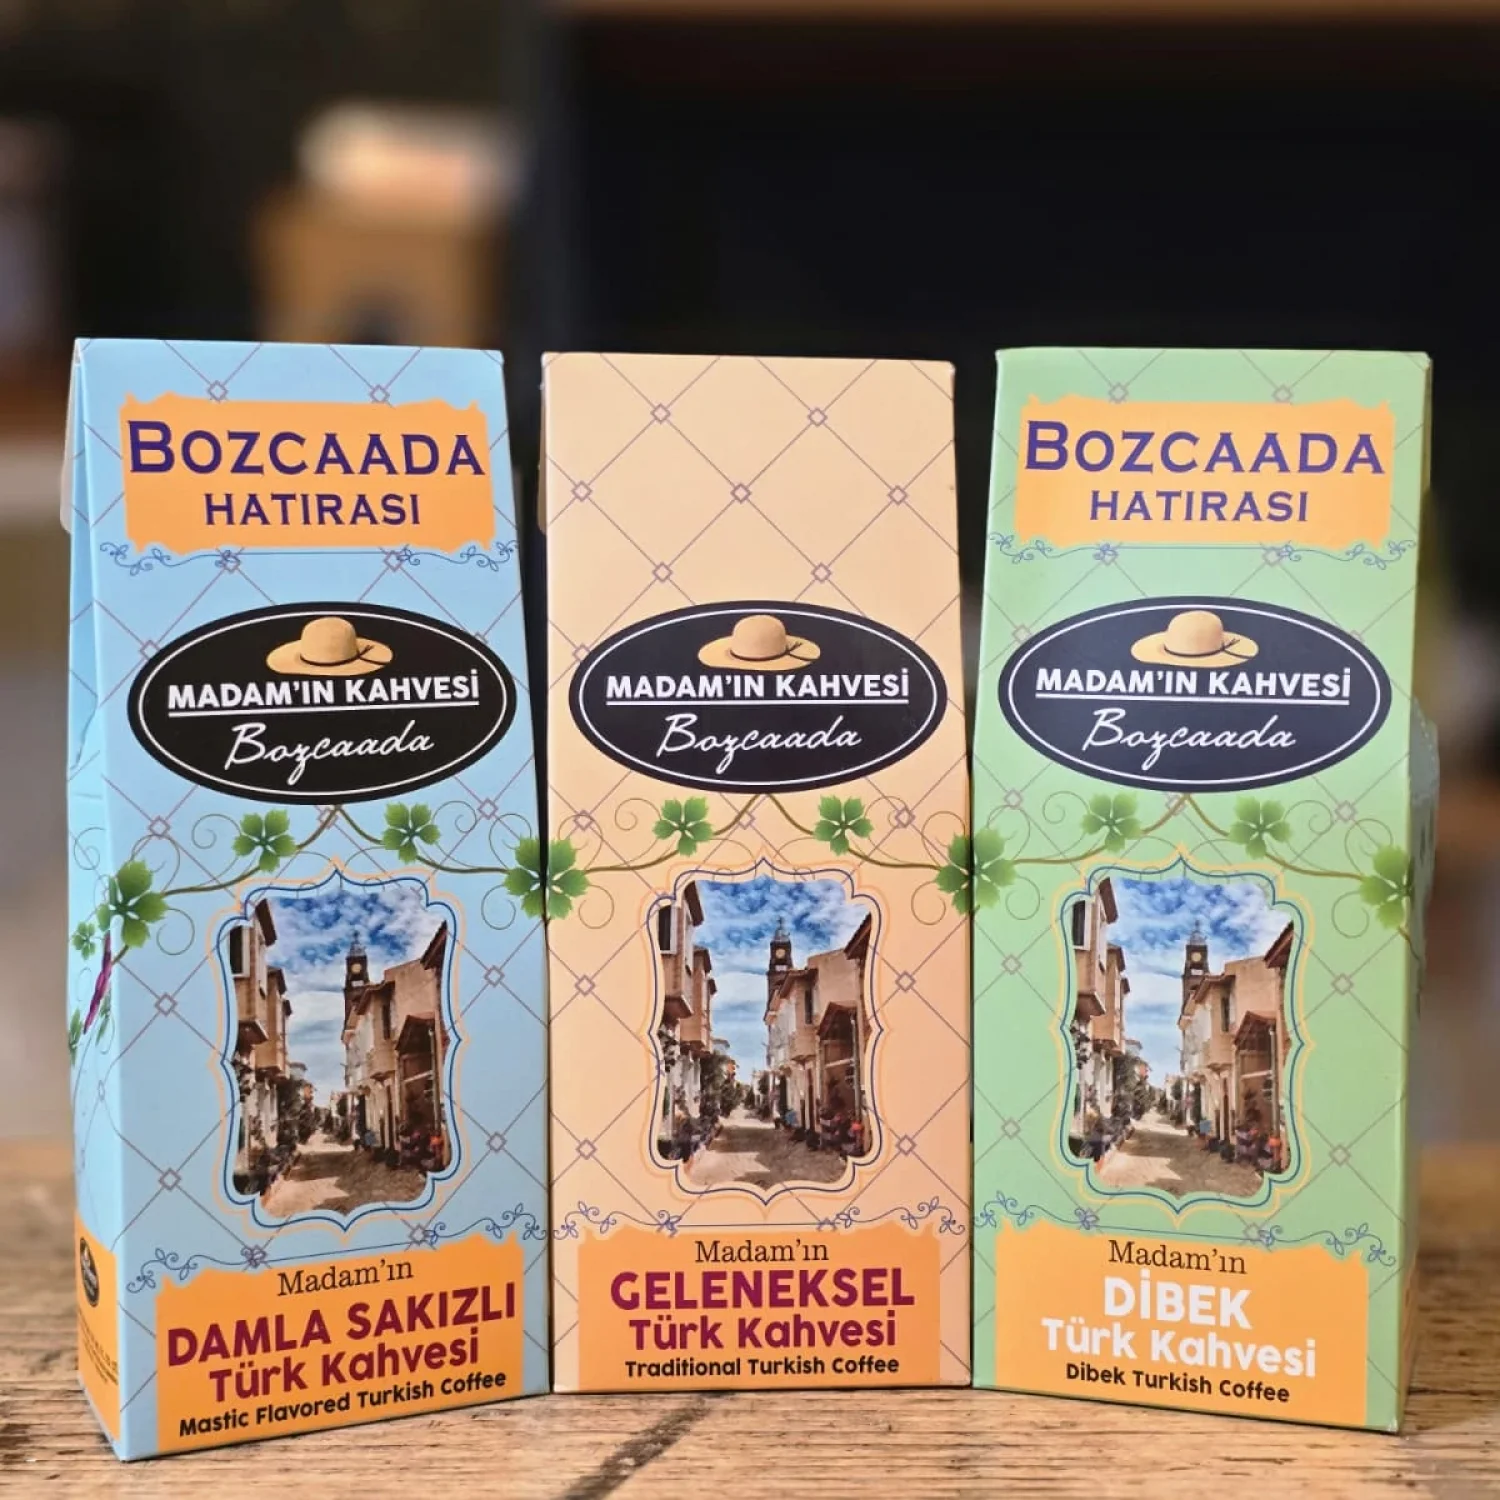 BOZCAADA
HATIRASI
MADAM'IN KAHVESİ
Bozcaada
Madam'ın
DAMLA SAKIZLI
Türk Kahvesi
Mastic Flavored Turkish Coffee
MADAM'IN KAHVESİ
Bozcaada
Madam'ın
GELENEKSEL
Türk Kahvesi
Traditional Turkish Coffee
BOZCAADA
HATIRASI
MADAM'IN KAHVESİ
Bozcaada
Madam'ın
DİBEK
Türk Kahvesi
Dibek Turkish Coffee